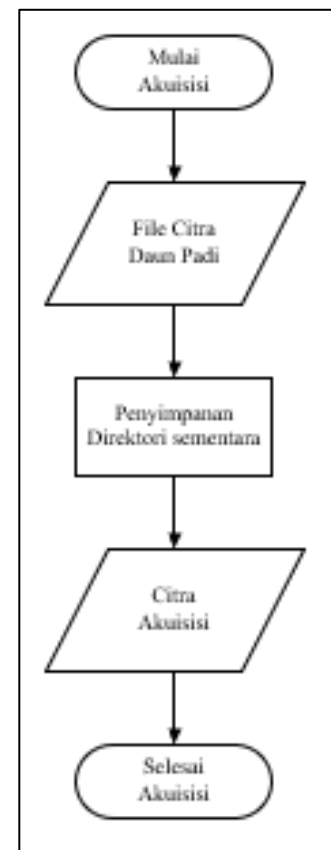 Mulai
Akuisisi
File Citra
Daun Padi
Penyimpanan
Direktori sementara
Citra
Akuisisi
Selesai
Akuisisi